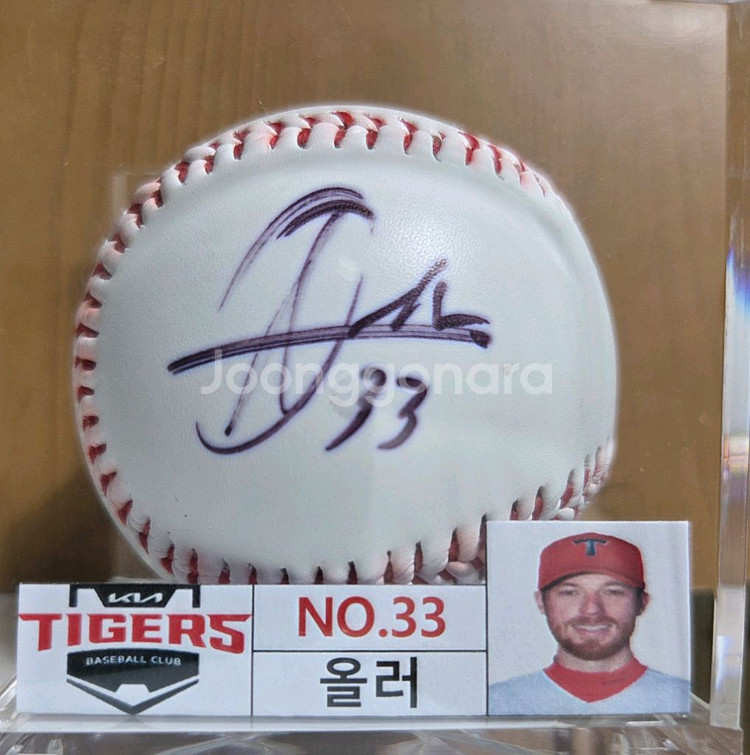 Joonggonara
33
KIA
TIGERS
BASEBALL CLUB
NO.33
올러
T